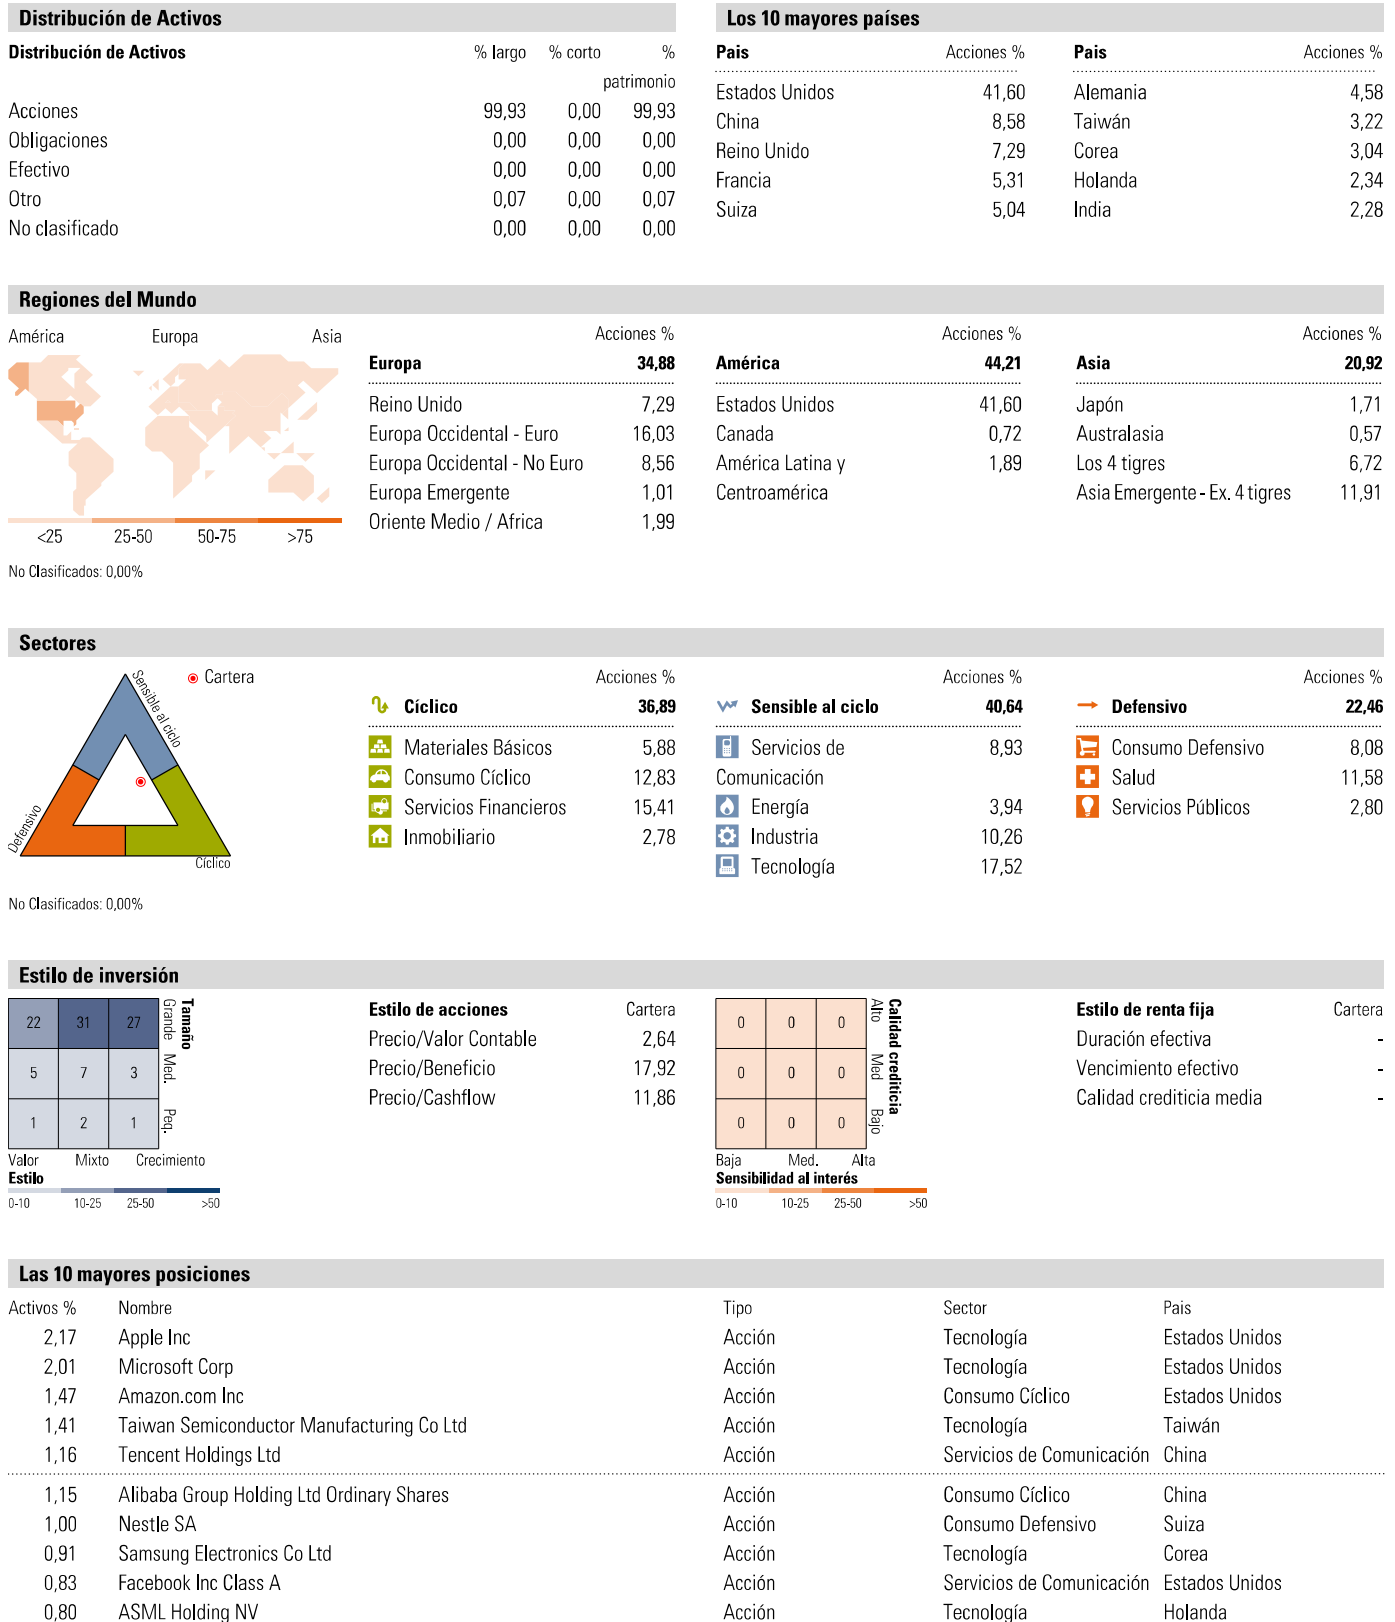 Distribución de Activos
Distribución de Activos % largo % corto %
patrimonio
Acciones 99,93 0,00 99,93
Obligaciones 0,00 0,00 0,00
Efectivo 0,00 0,00 0,00
Otro 0,07 0,00 0,07
No clasificado 0,00 0,00 0,00
Los 10 mayores países
Pais Acciones % Pais Acciones %
Estados Unidos 41,60 Alemania 4,58
China 8,58 Taiwán 3,22
Reino Unido 7,29 Corea 3,04
Francia 5,31 Holanda 2,34
Suiza 5,04 India 2,28
Regiones del Mundo
América Europa Asia
<25 25-50 50-75 >75
No Clasificados: 0,00%
Acciones %
Europa 34,88
Reino Unido 7,29
Europa Occidental - Euro 16,03
Europa Occidental - No Euro 8,56
Europa Emergente 1,01
Oriente Medio / Africa 1,99
Acciones %
América 44,21
Estados Unidos 41,60
Canada 0,72
América Latina y 1,89
Centroamérica
Acciones %
Asia 20,92
Japón 1,71
Australasia 0,57
Los 4 tigres 6,72
Asia Emergente - Ex. 4 tigres 11,91
Sectores
Cartera
Sensible al ciclo
Defensivo
Cíclico
No Clasificados: 0,00%
Acciones %
Cíclico 36,89
Materiales Básicos 5,88
Consumo Cíclico 12,83
Servicios Financieros 15,41
Inmobiliario 2,78
Acciones %
Sensible al ciclo 40,64
Servicios de 8,93
Comunicación
Energía 3,94
Industria 10,26
Tecnología 17,52
Acciones %
Defensivo 22,46
Consumo Defensivo 8,08
Salud 11,58
Servicios Públicos 2,80
Estilo de inversión
22 31 27
5 7 3
1 2 1
Tamaño
Grande Med. Peq.
Valor Mixto Crecimiento
Estilo
0-10 10-25 25-50 >50
Estilo de acciones Cartera
Precio/Valor Contable 2,64
Precio/Beneficio 17,92
Precio/Cashflow 11,86
0 0 0
0 0 0
0 0 0
Calidad crediticia
Alto Med Bajo
Baja Med. Alta
Sensibilidad al interés
0-10 10-25 25-50 >50
Estilo de renta fija Cartera
Duración efectiva -
Vencimiento efectivo -
Calidad crediticia media -
Las 10 mayores posiciones
Activos % Nombre Tipo Sector Pais
2,17 Apple Inc Acción Tecnología Estados Unidos
2,01 Microsoft Corp Acción Tecnología Estados Unidos
1,47 Amazon.com Inc Acción Consumo Cíclico Estados Unidos
1,41 Taiwan Semiconductor Manufacturing Co Ltd Acción Tecnología Taiwán
1,16 Tencent Holdings Ltd Acción Servicios de Comunicación China
1,15 Alibaba Group Holding Ltd Ordinary Shares Acción Consumo Cíclico China
1,00 Nestle SA Acción Consumo Defensivo Suiza
0,91 Samsung Electronics Co Ltd Acción Tecnología Corea
0,83 Facebook Inc Class A Acción Servicios de Comunicación Estados Unidos
0,80 ASML Holding NV Acción Tecnología Holanda